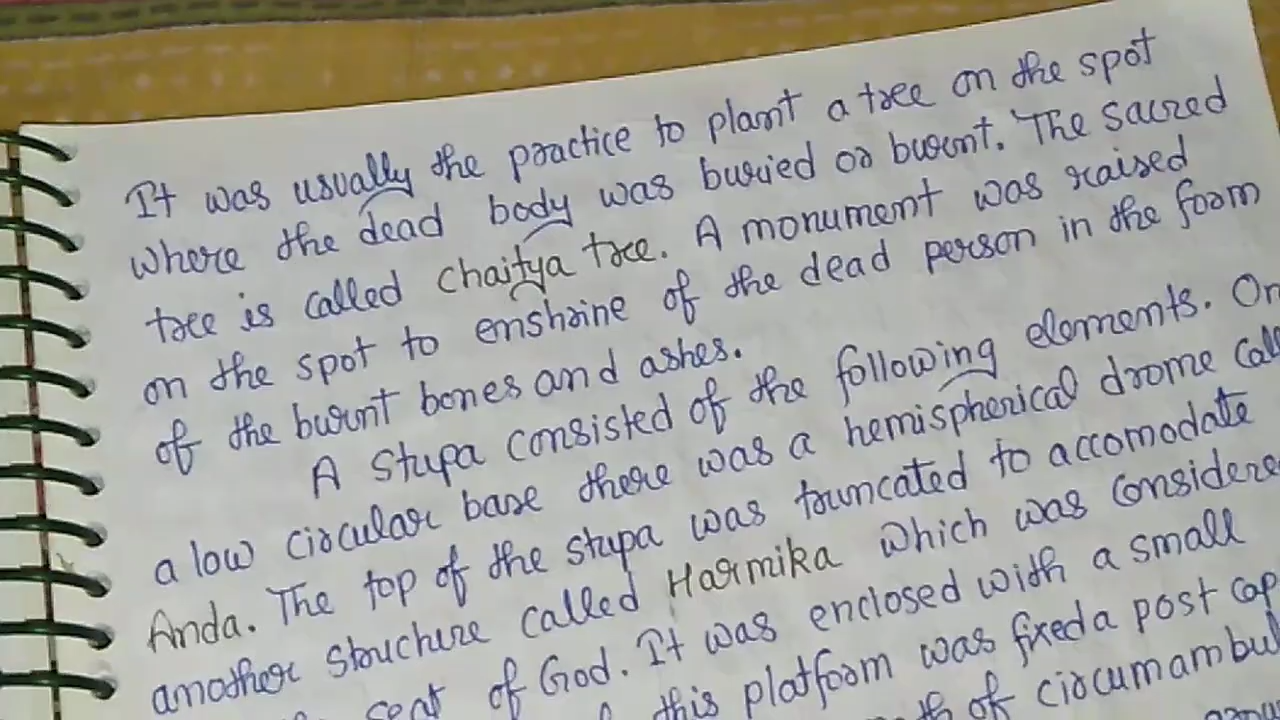 It was usually the practice to plant a tree on the spot
where the dead body was buried or burnt. The sacred
tree is called chaitya tree. A monument was raised
on the spot to enshrine of the dead person in the form
of the burnt bones and ashes.
A stupa consisted of the following elements. On
a low circular base there was a hemispherical drome
Anda. The top of the stupa was truncated to accomodate
another structure called Harmika which was
seat of God. It was enclosed with a small
this platform was fixed a post
of